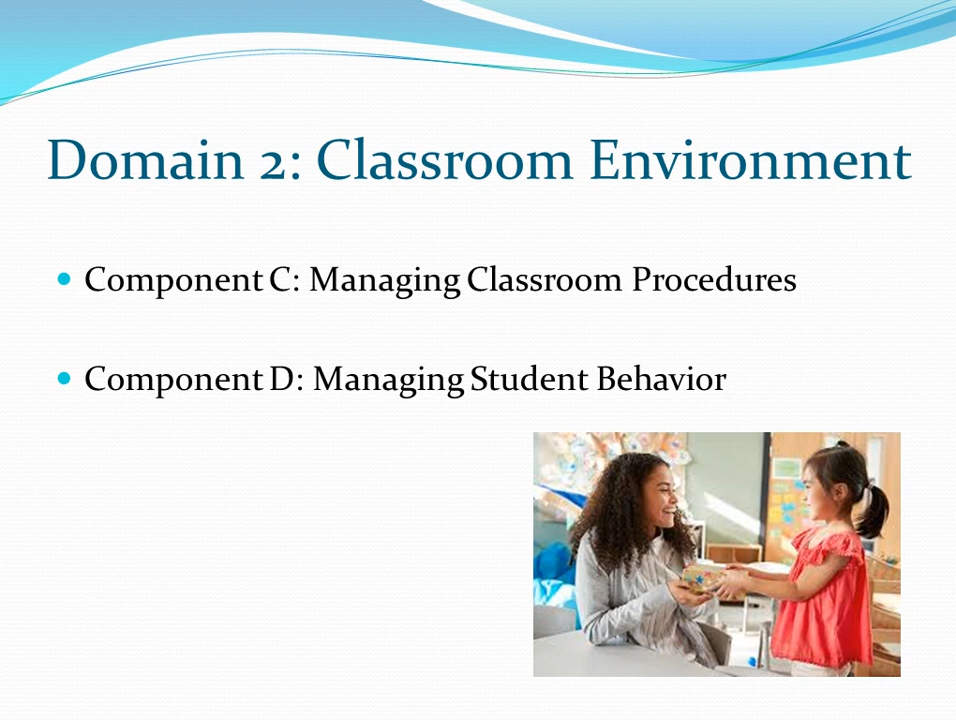 Domain 2: Classroom Environment
Component C: Managing Classroom Procedures
Component D: Managing Student Behavior